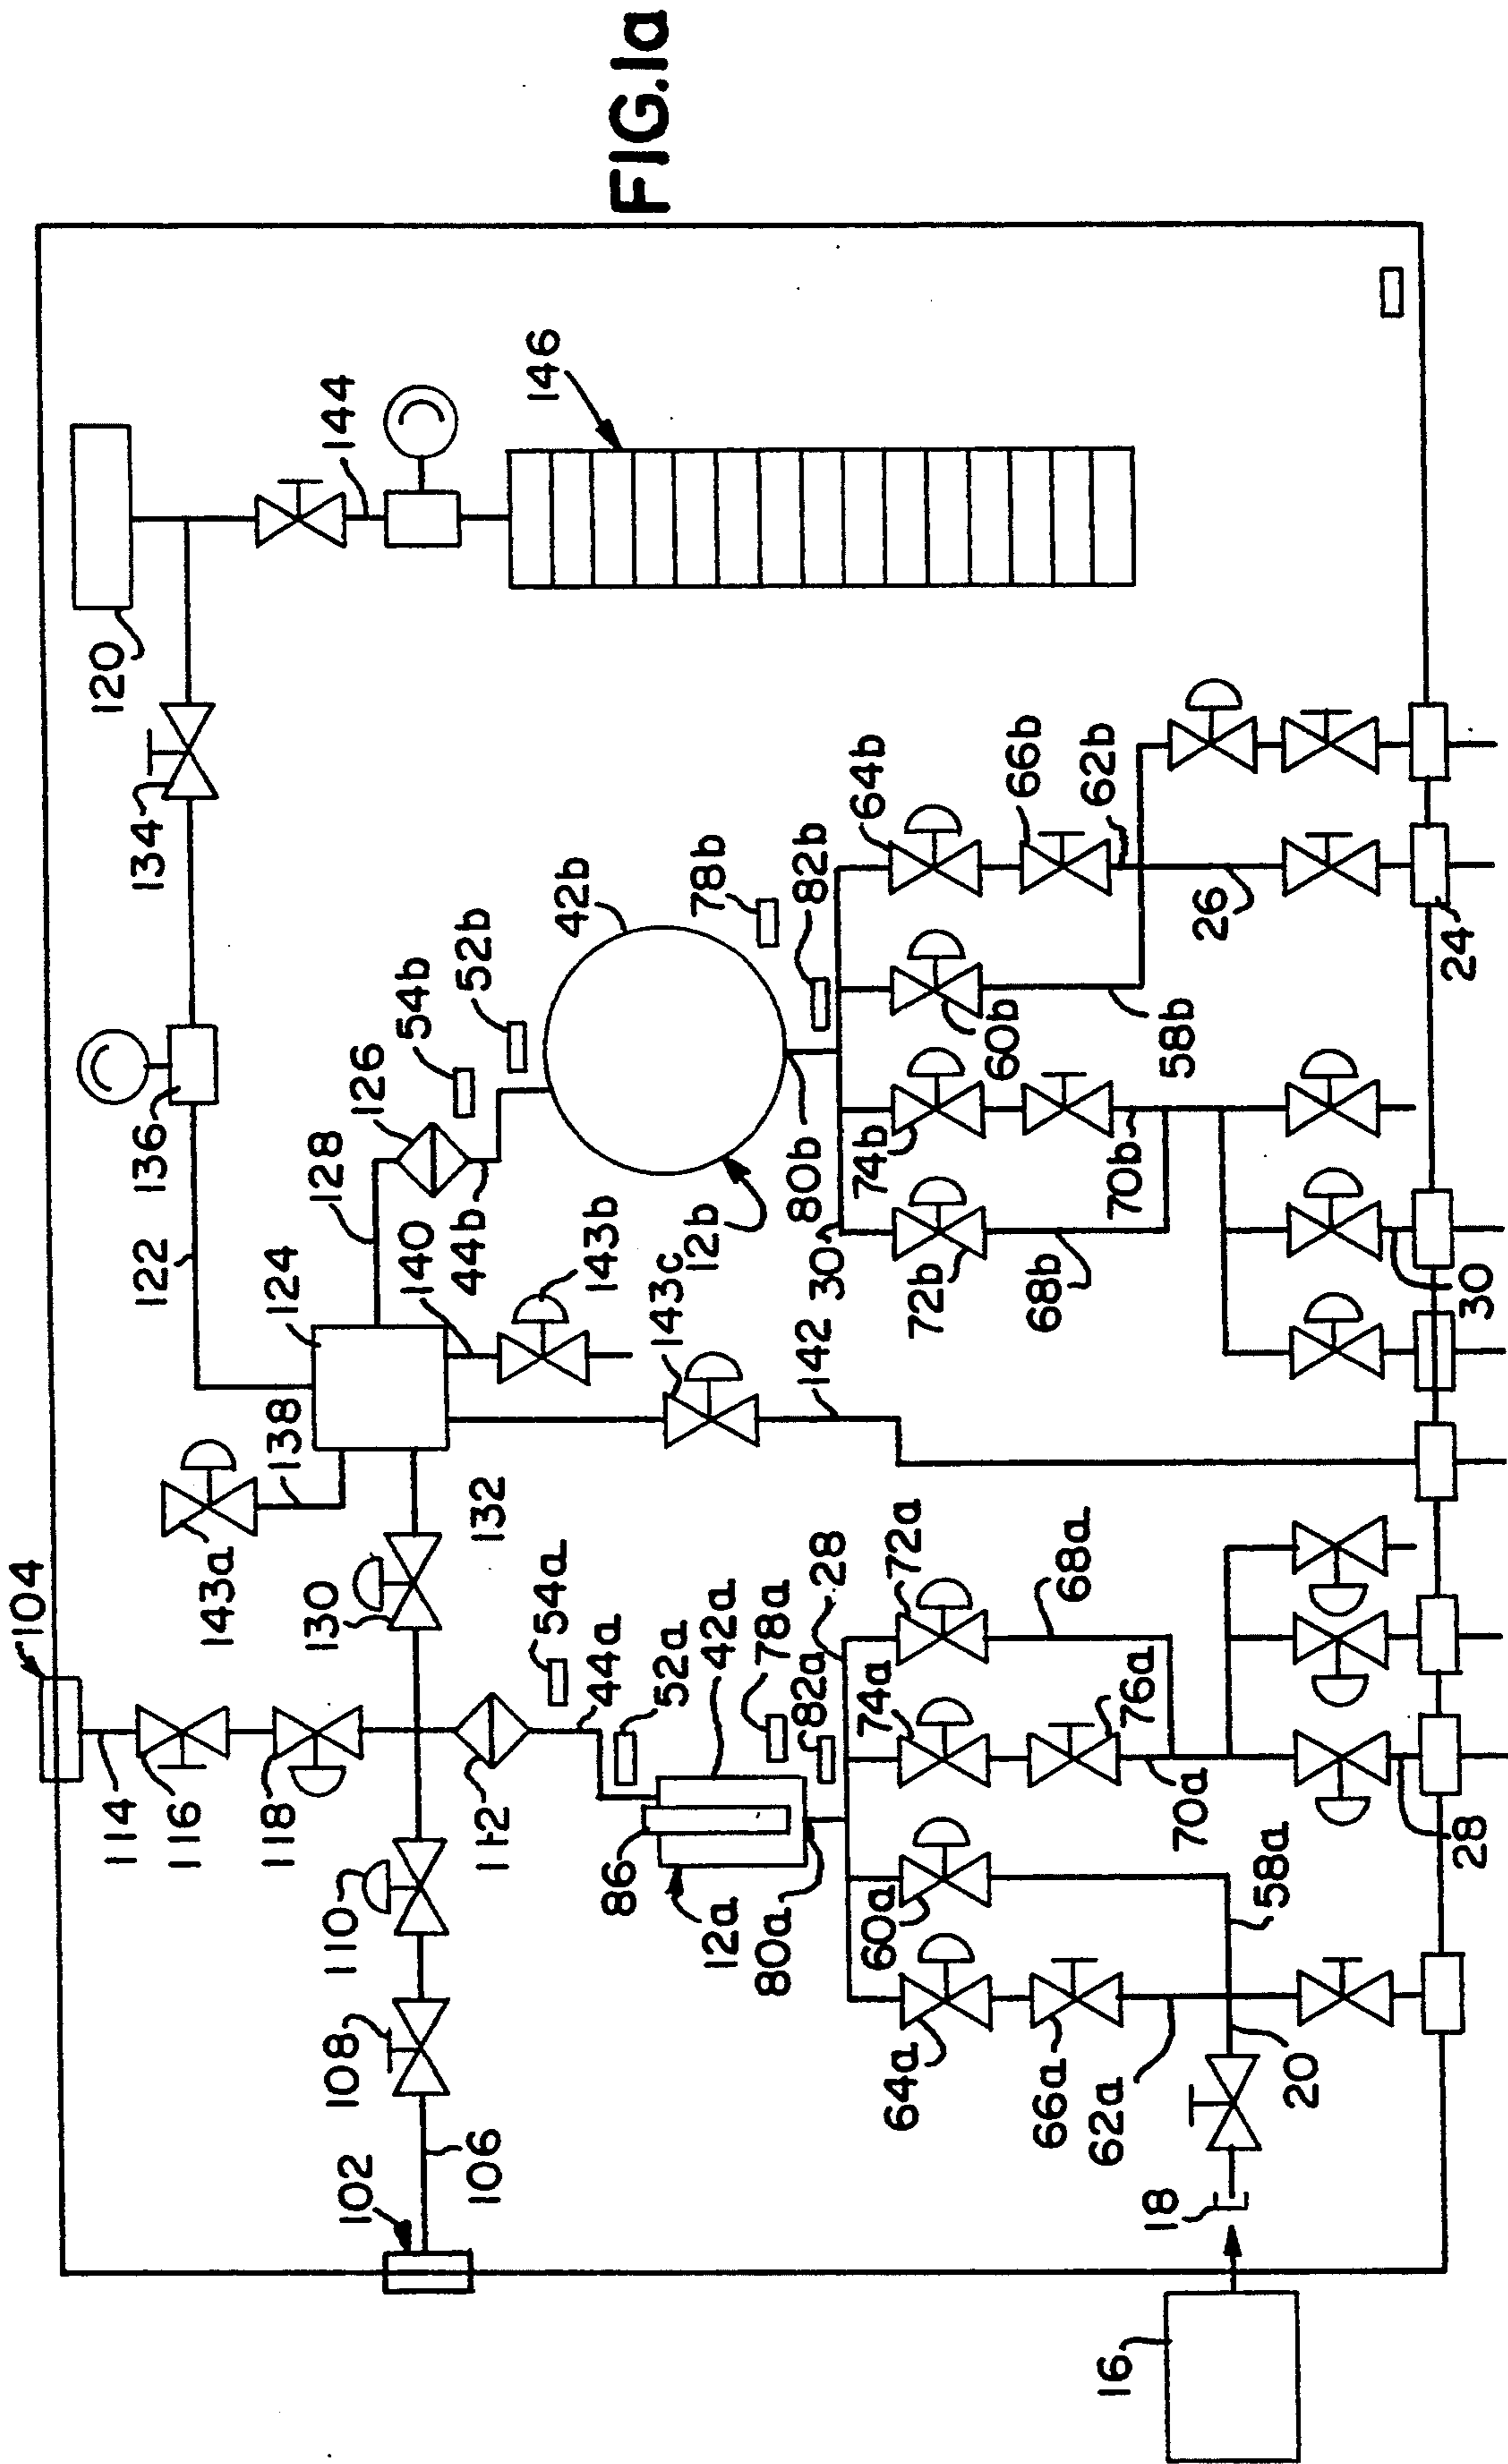 FIG.1a
104
114
116
118
102
106
108
110
112
130
132
143a
138
124
122
136
134
120
144
146
128
126
140
44b
54b
52b
42b
143b
143c
12b
142
78b
82b
80b
30
54a
44a
52a
42a
78a
82a
86
12a
80a
28
72a
74a
76a
68a
70a
60a
64a
66a
62a
58a
20
18
16
28
72b
74b
68b
70b
60b
58b
64b
66b
62b
26
24
30